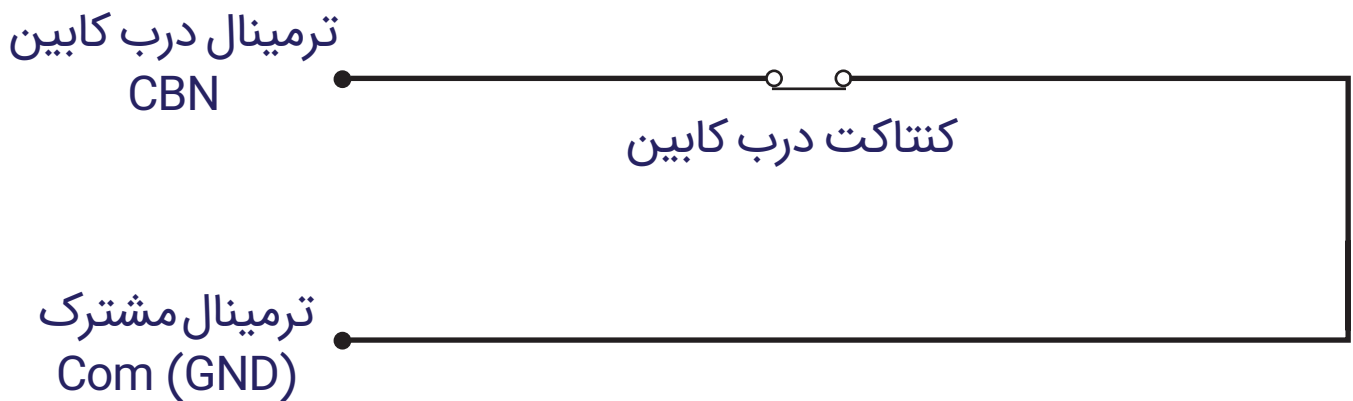 ترمینال درب کابین
CBN
کنتاکت درب کابین
ترمینال مشترک
Com (GND)